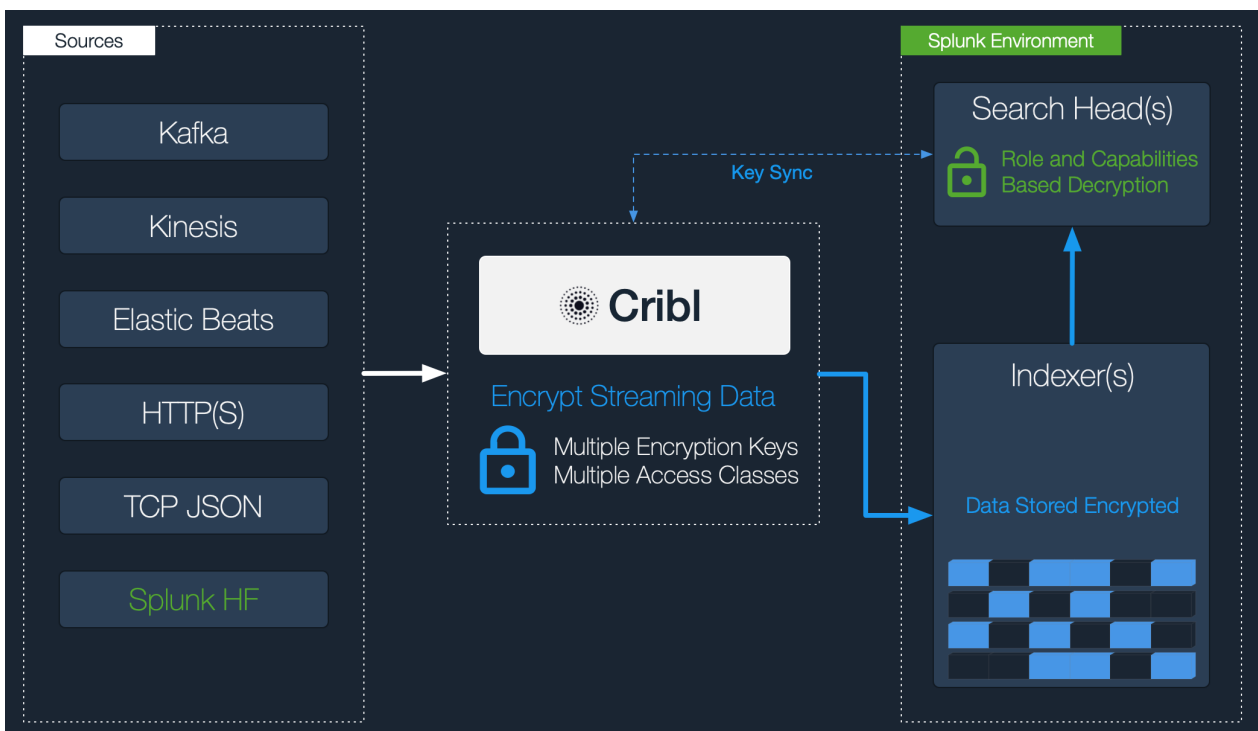 Sources
Kafka
Kinesis
Elastic Beats
HTTP(S)
TCP JSON
Splunk HF
Key Sync
Cribl
Encrypt Streaming Data
Multiple Encryption Keys
Multiple Access Classes
Splunk Environment
Search Head(s)
Role and Capabilities
Based Decryption
Indexer(s)
Data Stored Encrypted